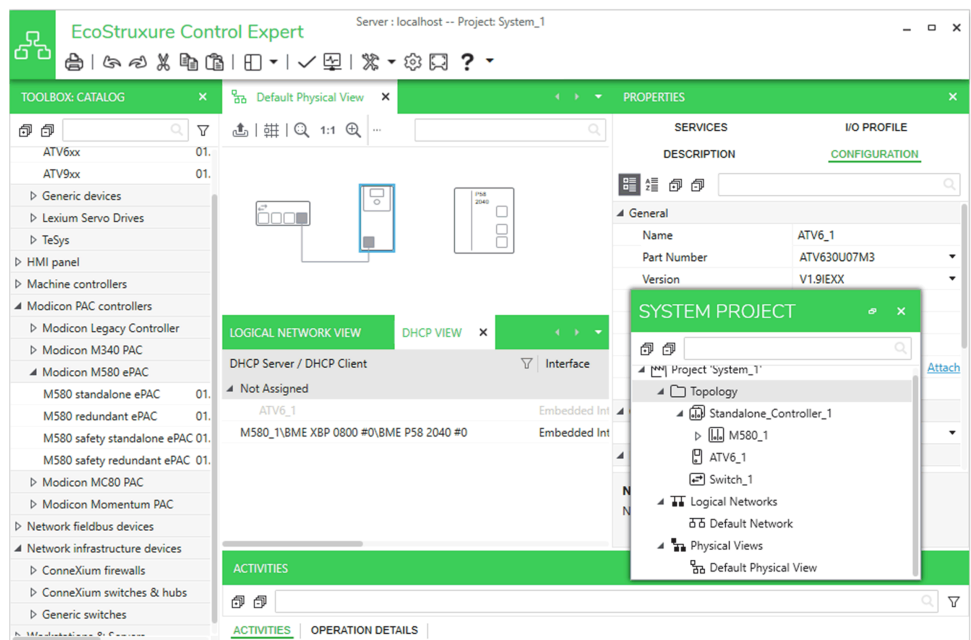 EcoStruxure Control Expert
Server : localhost -- Project: System_1
1:1
...
?
TOOLBOX: CATALOG
ATV6xx 01.
ATV9xx 01.
Generic devices
Lexium Servo Drives
TeSys
HMI panel
Machine controllers
Modicon PAC controllers
Modicon Legacy Controller
Modicon M340 PAC
Modicon M580 ePAC
M580 standalone ePAC 01.
M580 redundant ePAC 01.
M580 safety standalone ePAC 01.
M580 safety redundant ePAC 01.
Modicon MC80 PAC
Modicon Momentum PAC
Network fieldbus devices
Network infrastructure devices
ConneXium firewalls
ConneXium switches & hubs
Generic switches
Workstations & Servers
Default Physical View
P58
2040
LOGICAL NETWORK VIEW
DHCP VIEW
DHCP Server / DHCP Client Interface
Not Assigned
ATV6_1 Embedded Int
M580_1\BME XBP 0800 #0\BME P58 2040 #0 Embedded Int
ACTIVITIES
ACTIVITIES
OPERATION DETAILS
PROPERTIES
SERVICES
I/O PROFILE
DESCRIPTION
CONFIGURATION
General
Name ATV6_1
Part Number ATV630U07M3
Version V1.9IEXX
Attach
N
N
SYSTEM PROJECT
Project 'System_1'
Topology
Standalone_Controller_1
M580_1
ATV6_1
Switch_1
Logical Networks
Default Network
Physical Views
Default Physical View